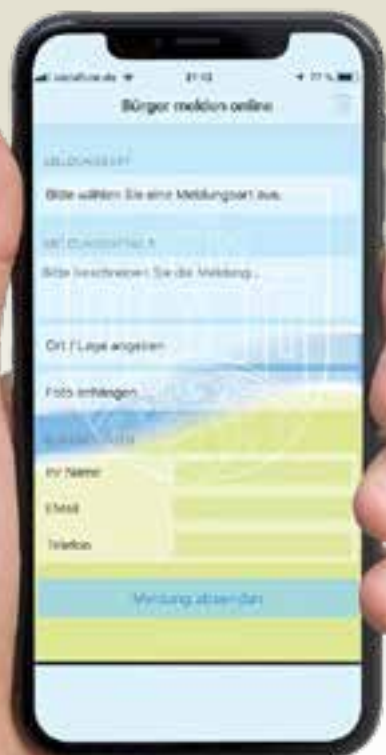 Bürger melden online
MELDUNGSART
Bitte wählen Sie eine Meldungsart aus.
Bitte beschreiben Sie die Meldung...
Ort / Lage angeben
Foto anhängen
Ihr Name
EMail
Telefon
Meldung absenden